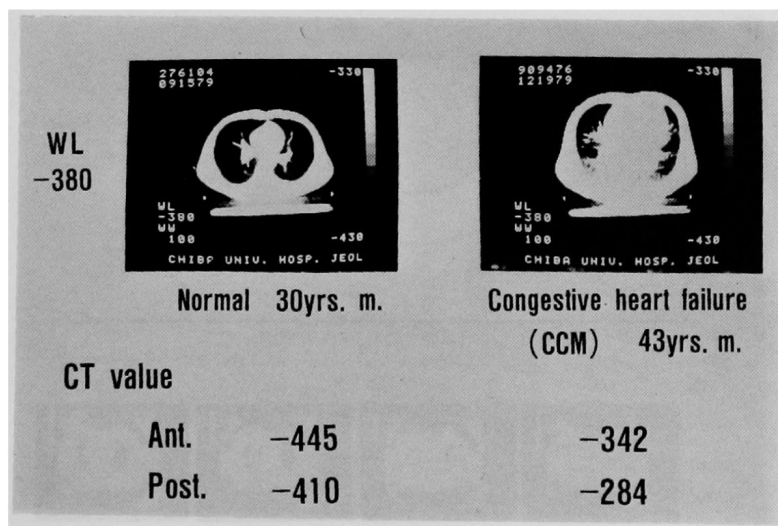 276104
091579
-330
909476
121979
-330
WL
-380
WL
-380
WW
100
-430
CHIBA UNIV. HOSP. JEOL
WL
-380
WW
100
-430
CHIBA UNIV. HOSP. JEOL
Normal 30yrs. m.
Congestive heart failure
(CCM) 43yrs. m.
CT value
Ant. -445 -342
Post. -410 -284